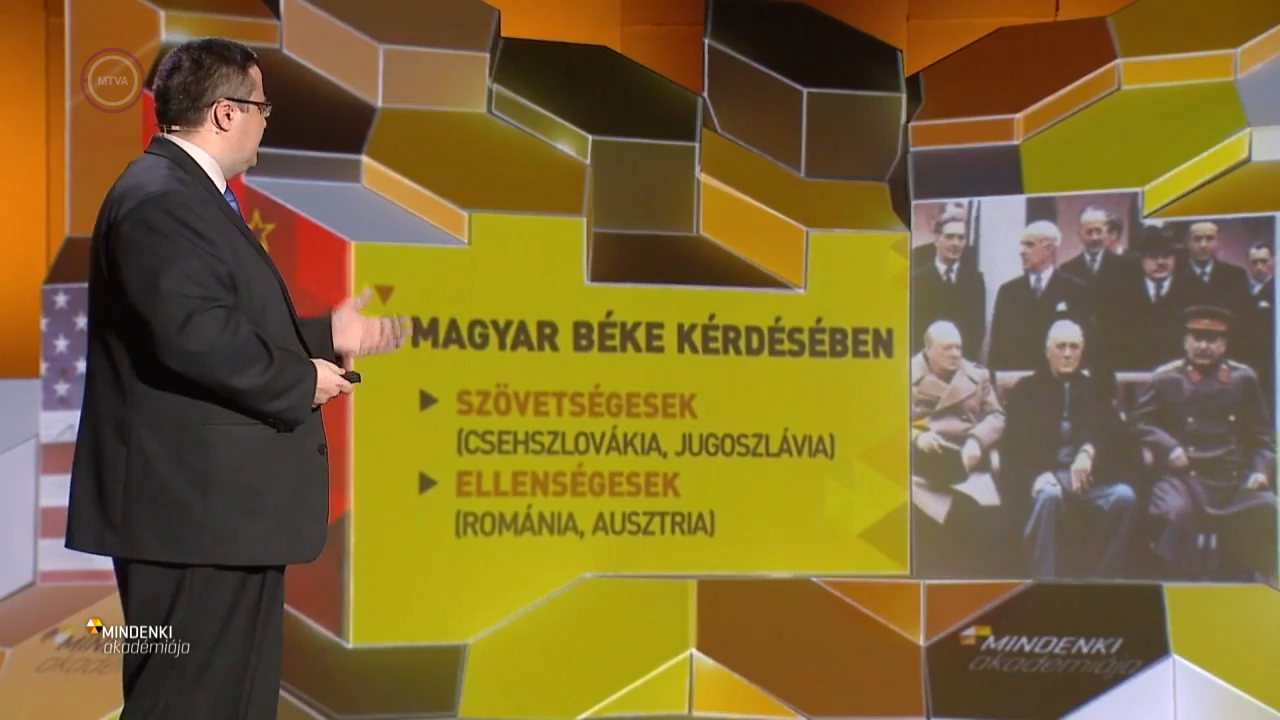 MTVA
MAGYAR BÉKE KÉRDÉSÉBEN
SZÖVETSÉGESEK
(CSEHSZLOVÁKIA, JUGOSZLÁVIA)
ELLENSÉGESEK
(ROMÁNIA, AUSZTRIA)
MINDENKI
akadémiája
MINDENKI
akadémiája